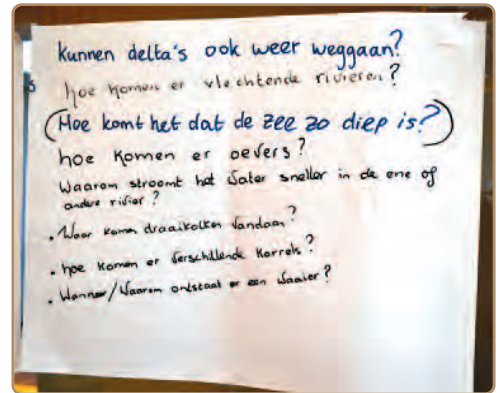 Kunnen delta's ook weer weggaan?
s
hoe komen er vlechtende rivieren?
(Hoe komt het dat de zee zo diep is?)
hoe komen er oevers?
Waarom stroomt het water sneller in de ene of
andere rivier?
. Waar komen draaikolken vandaan?
. hoe komen er verschillende korrels?
. Wanneer/Waarom ontstaat er een waaier?